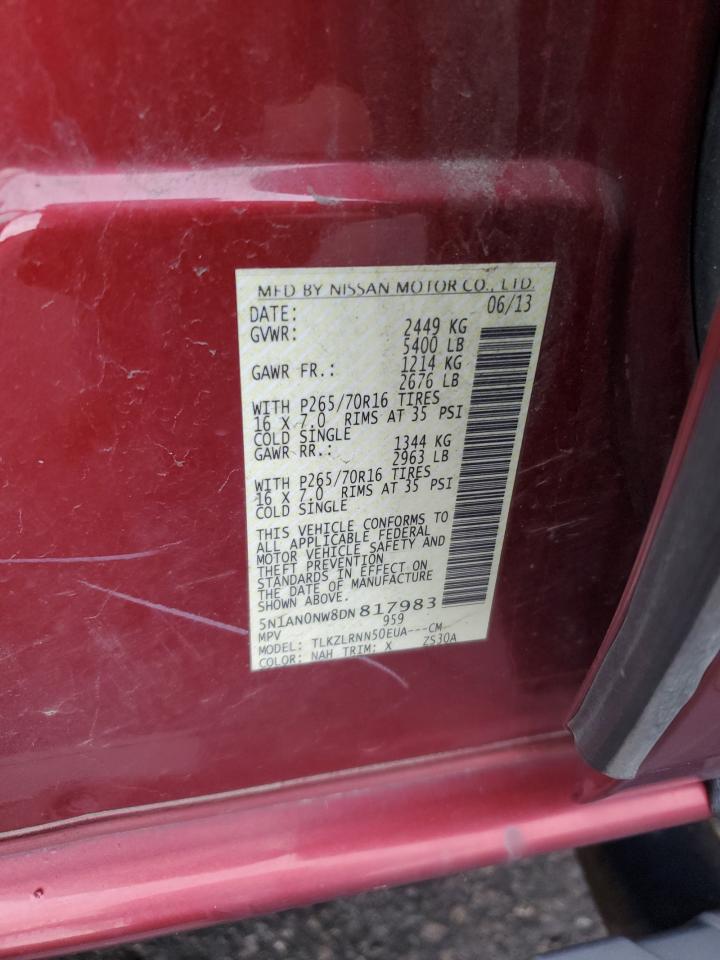 MFD BY NISSAN MOTOR CO., LTD.
DATE: 06/13
GVWR: 2449 KG
5400 LB
GAWR FR.: 1214 KG
2676 LB
WITH P265/70R16 TIRES
16 X 7.0 RIMS AT 35 PSI
COLD SINGLE
GAWR RR.: 1344 KG
2963 LB
WITH P265/70R16 TIRES
16 X 7.0 RIMS AT 35 PSI
COLD SINGLE
THIS VEHICLE CONFORMS TO
ALL APPLICABLE FEDERAL
MOTOR VEHICLE SAFETY AND
THEFT PREVENTION
STANDARDS IN EFFECT ON
THE DATE OF MANUFACTURE
SHOWN ABOVE.
5N1AN0NW8DN 817983
MPV 959
MODEL: TLKZLRNN50EUA---CM
COLOR: NAH TRIM: X ZS30A